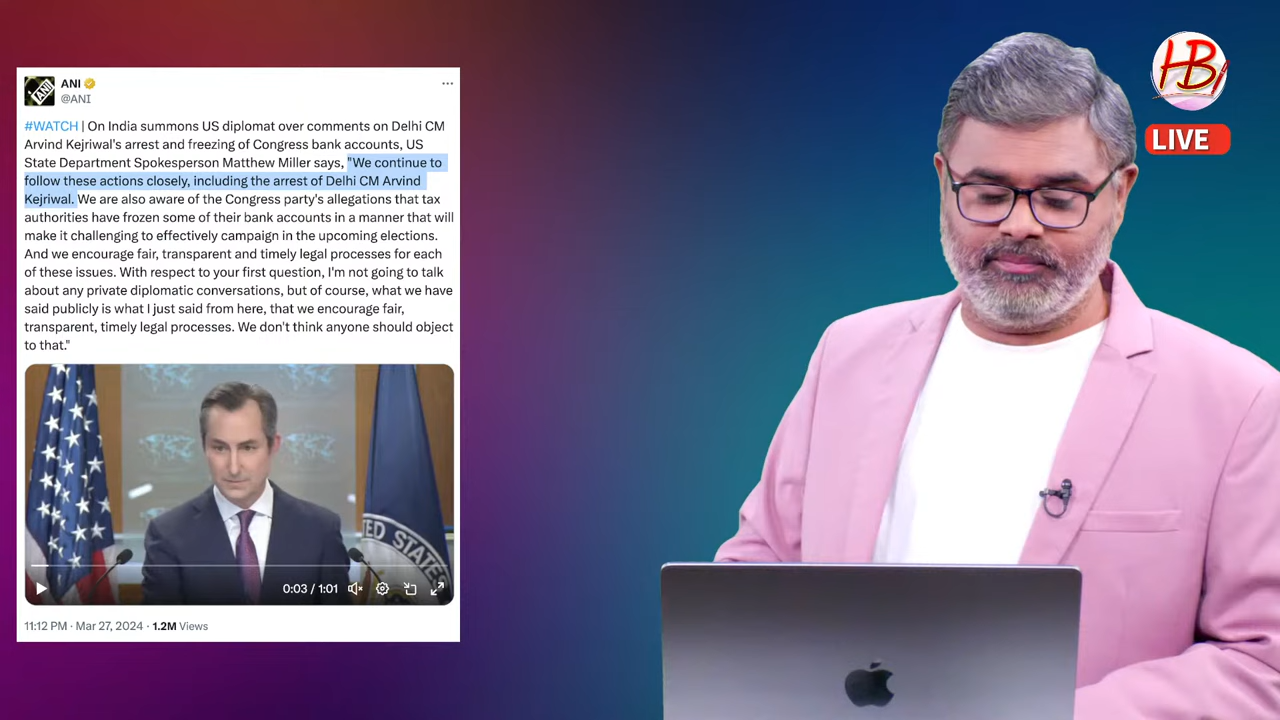 ANI
@ANI
#WATCH | On India summons US diplomat over comments on Delhi CM
Arvind Kejriwal's arrest and freezing of Congress bank accounts, US
State Department Spokesperson Matthew Miller says, "We continue to
follow these actions closely, including the arrest of Delhi CM Arvind
Kejriwal. We are also aware of the Congress party's allegations that tax
authorities have frozen some of their bank accounts in a manner that will
make it challenging to effectively campaign in the upcoming elections.
And we encourage fair, transparent and timely legal processes for each
of these issues. With respect to your first question, I'm not going to talk
about any private diplomatic conversations, but of course, what we have
said publicly is what I just said from here, that we encourage fair,
transparent, timely legal processes. We don't think anyone should object
to that."
STATES
0:03 / 1:01
11:12 PM · Mar 27, 2024 · 1.2M Views
HBI
LIVE